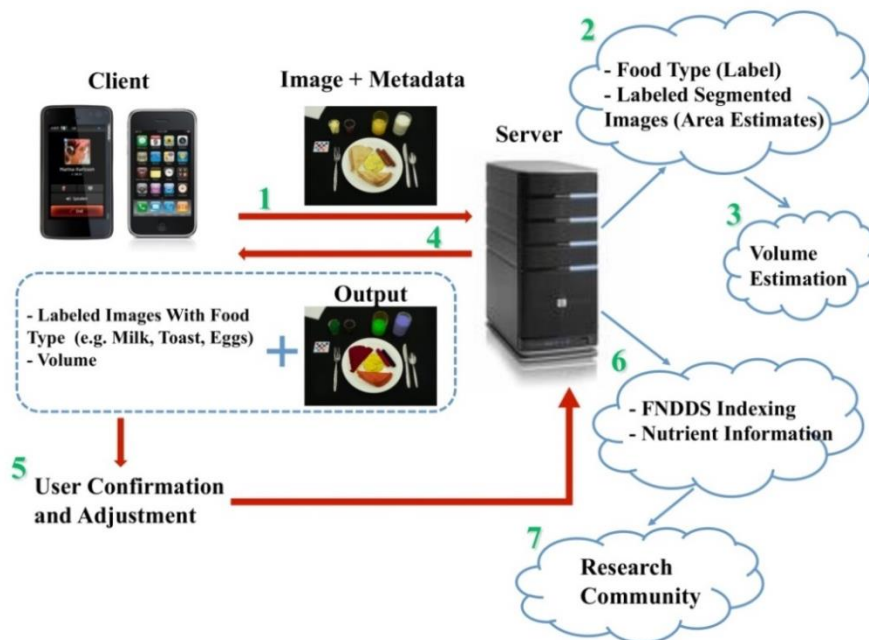 Client
Image + Metadata
1
4
Server
2
- Food Type (Label)
- Labeled Segmented
Images (Area Estimates)
3
Volume
Estimation
- Labeled Images With Food
Type (e.g. Milk, Toast, Eggs)
- Volume
+
Output
5
User Confirmation
and Adjustment
6
- FNDDS Indexing
- Nutrient Information
7
Research
Community